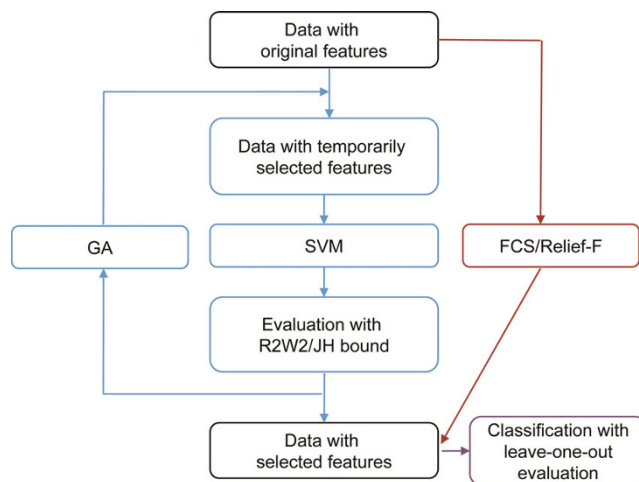 Data with
original features
Data with temporarily
selected features
GA
SVM
FCS/Relief-F
Evaluation with
R2W2/JH bound
Data with
selected features
Classification with
leave-one-out
evaluation